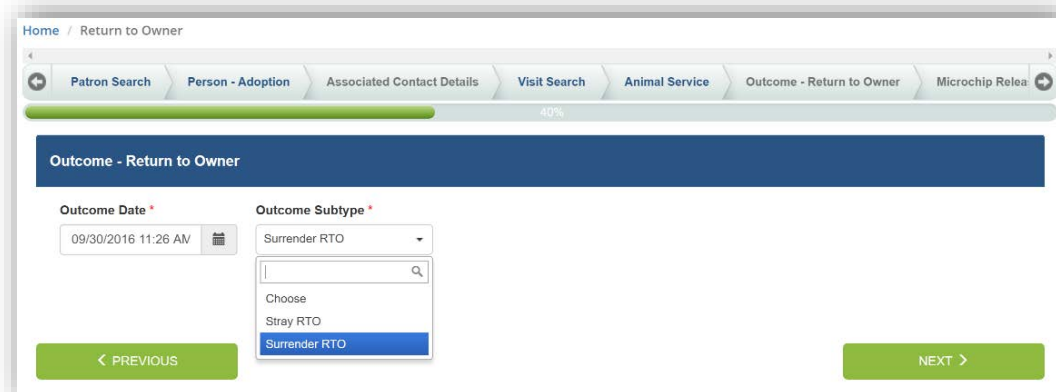 Home / Return to Owner
Patron Search Person - Adoption Associated Contact Details Visit Search Animal Service Outcome - Return to Owner Microchip Relea
40%
Outcome - Return to Owner
Outcome Date * Outcome Subtype *
09/30/2016 11:26 AM Surrender RTO
Choose
Stray RTO
Surrender RTO
< PREVIOUS NEXT >